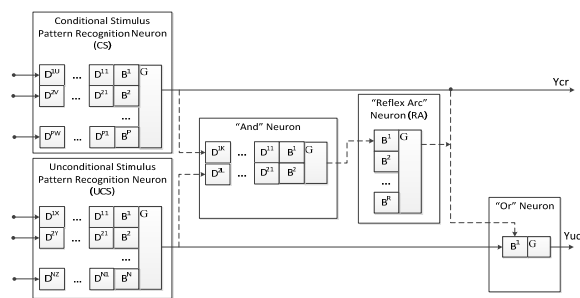 Conditional Stimulus
Pattern Recognition Neuron
(CS)
D1U ... D11 B1 G
D2V ... D21 B2
...
DPW ... DP1 BP
Ycr
"And" Neuron
D1K ... D11 B1 G
D2L ... D21 B2
"Reflex Arc"
Neuron (RA)
B1 G
B2
...
BR
Unconditional Stimulus
Pattern Recognition Neuron
(UCS)
D1X ... D11 B1 G
D2Y ... D21 B2
...
DNZ ... DN1 BN
"Or" Neuron
B1 G
Yuc